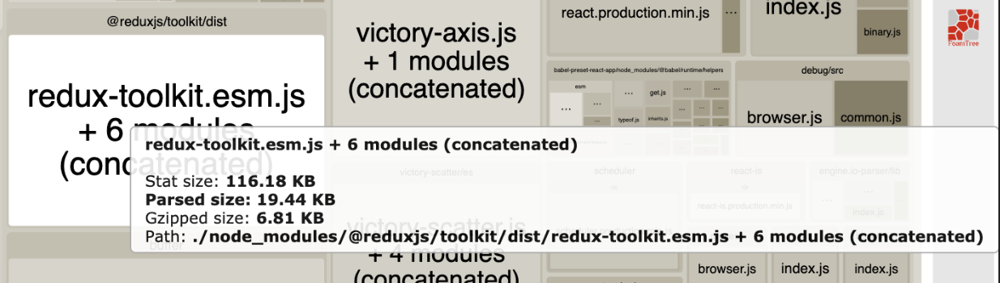 @reduxjs/toolkit/dist
redux-toolkit.esm.js
+ 6 modules
(concatenated)
victory-axis.js
+ 1 modules
(concatenated)
react.production.min.js
...
index.js
binary.js
FoamTree
babel-preset-react-app/node_modules/@babel/runtime/helpers
esm
...
...
...
...
get.js
typeof.js
inherits.js
...
...
...
...
...
...
debug/src
browser.js
common.js
redux-toolkit.esm.js + 6 modules (concatenated)
Stat size: 116.18 KB
Parsed size: 19.44 KB
Gzipped size: 6.81 KB
Path: ./node_modules/@reduxjs/toolkit/dist/redux-toolkit.esm.js + 6 modules (concatenated)
buffer
victory-scatter/es
victory-scatter.js
+ 4 modules
(concatenated)
scheduler
react-is
react-is.production.min.js
engine.io-parser/lib
...
...
index.js
browser.js
index.js
index.js